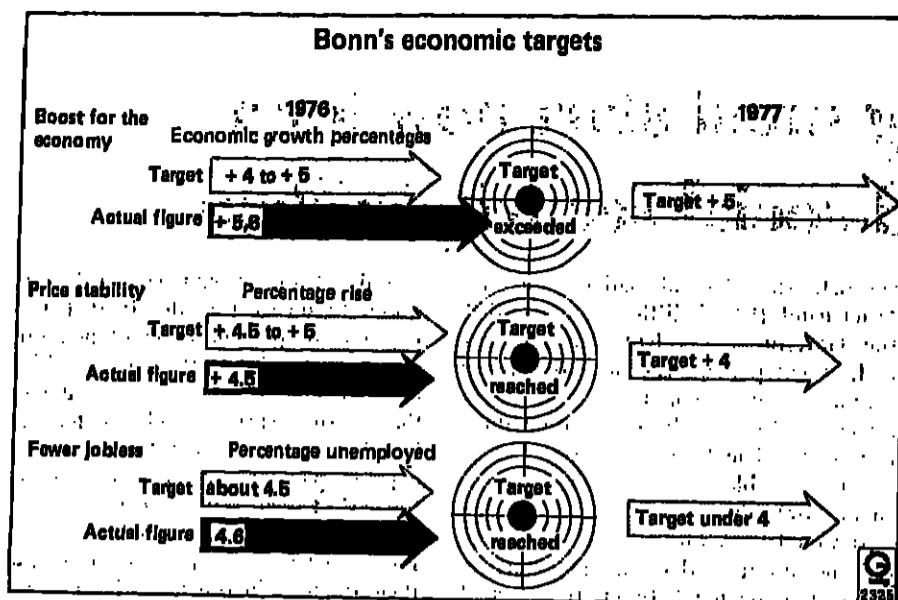 Bonn's economic targets
1976
1977
Boost for the
economy
Economic growth percentages
Target
+ 4 to + 5
Target
exceeded
Target + 5
Actual figure
+ 5,6
Price stability
Percentage rise
Target
+ 4.5 to + 5
Target
reached
Target + 4
Actual figure
+ 4.5
Fewer jobless
Percentage unemployed
Target
about 4.5
Target
reached
Target under 4
Actual figure
4.6
2325